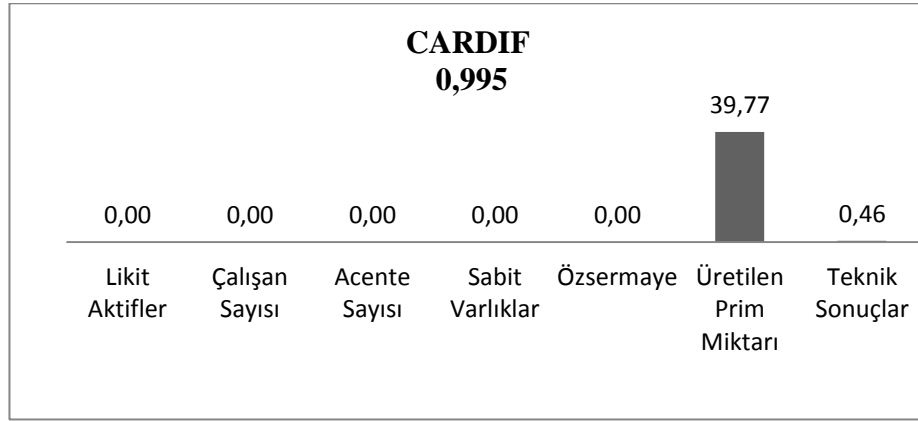 CARDIF
0,995
39,77
0,00 0,00 0,00 0,00 0,00 0,46
Likit Çalışan Acente Sabit Özsermaye Üretilen Teknik
Aktifler Sayısı Sayısı Varlıklar Prim Sonuçlar
Miktarı